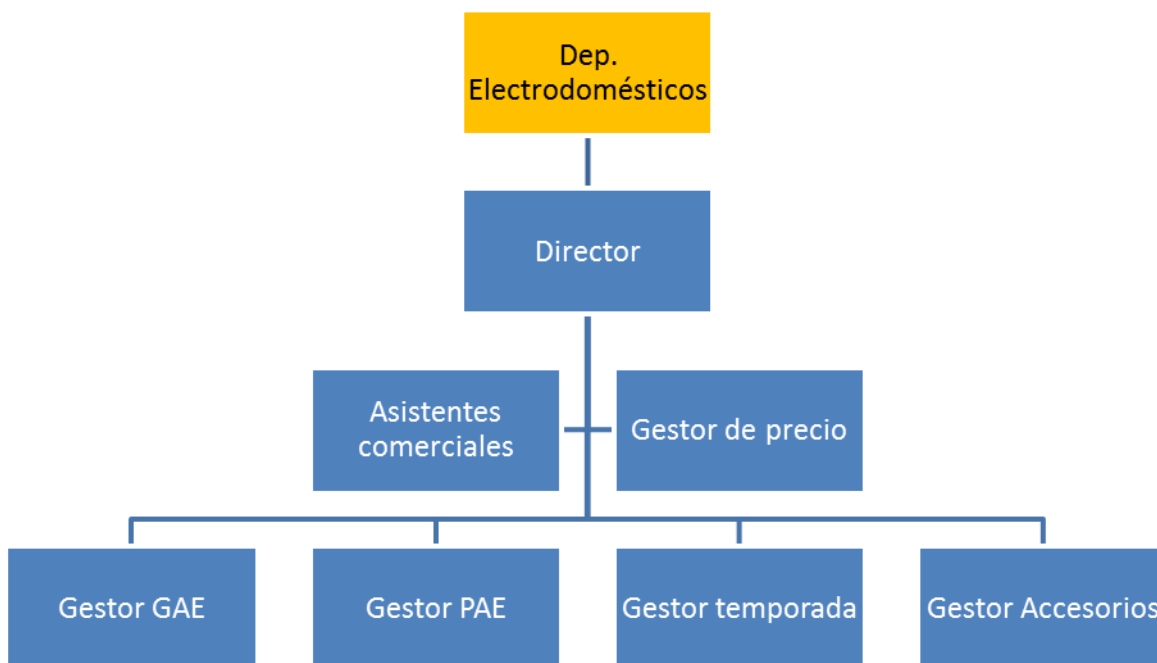 Dep.
Electrodomésticos
Director
Asistentes
comerciales
Gestor de precio
Gestor GAE
Gestor PAE
Gestor temporada
Gestor Accesorios